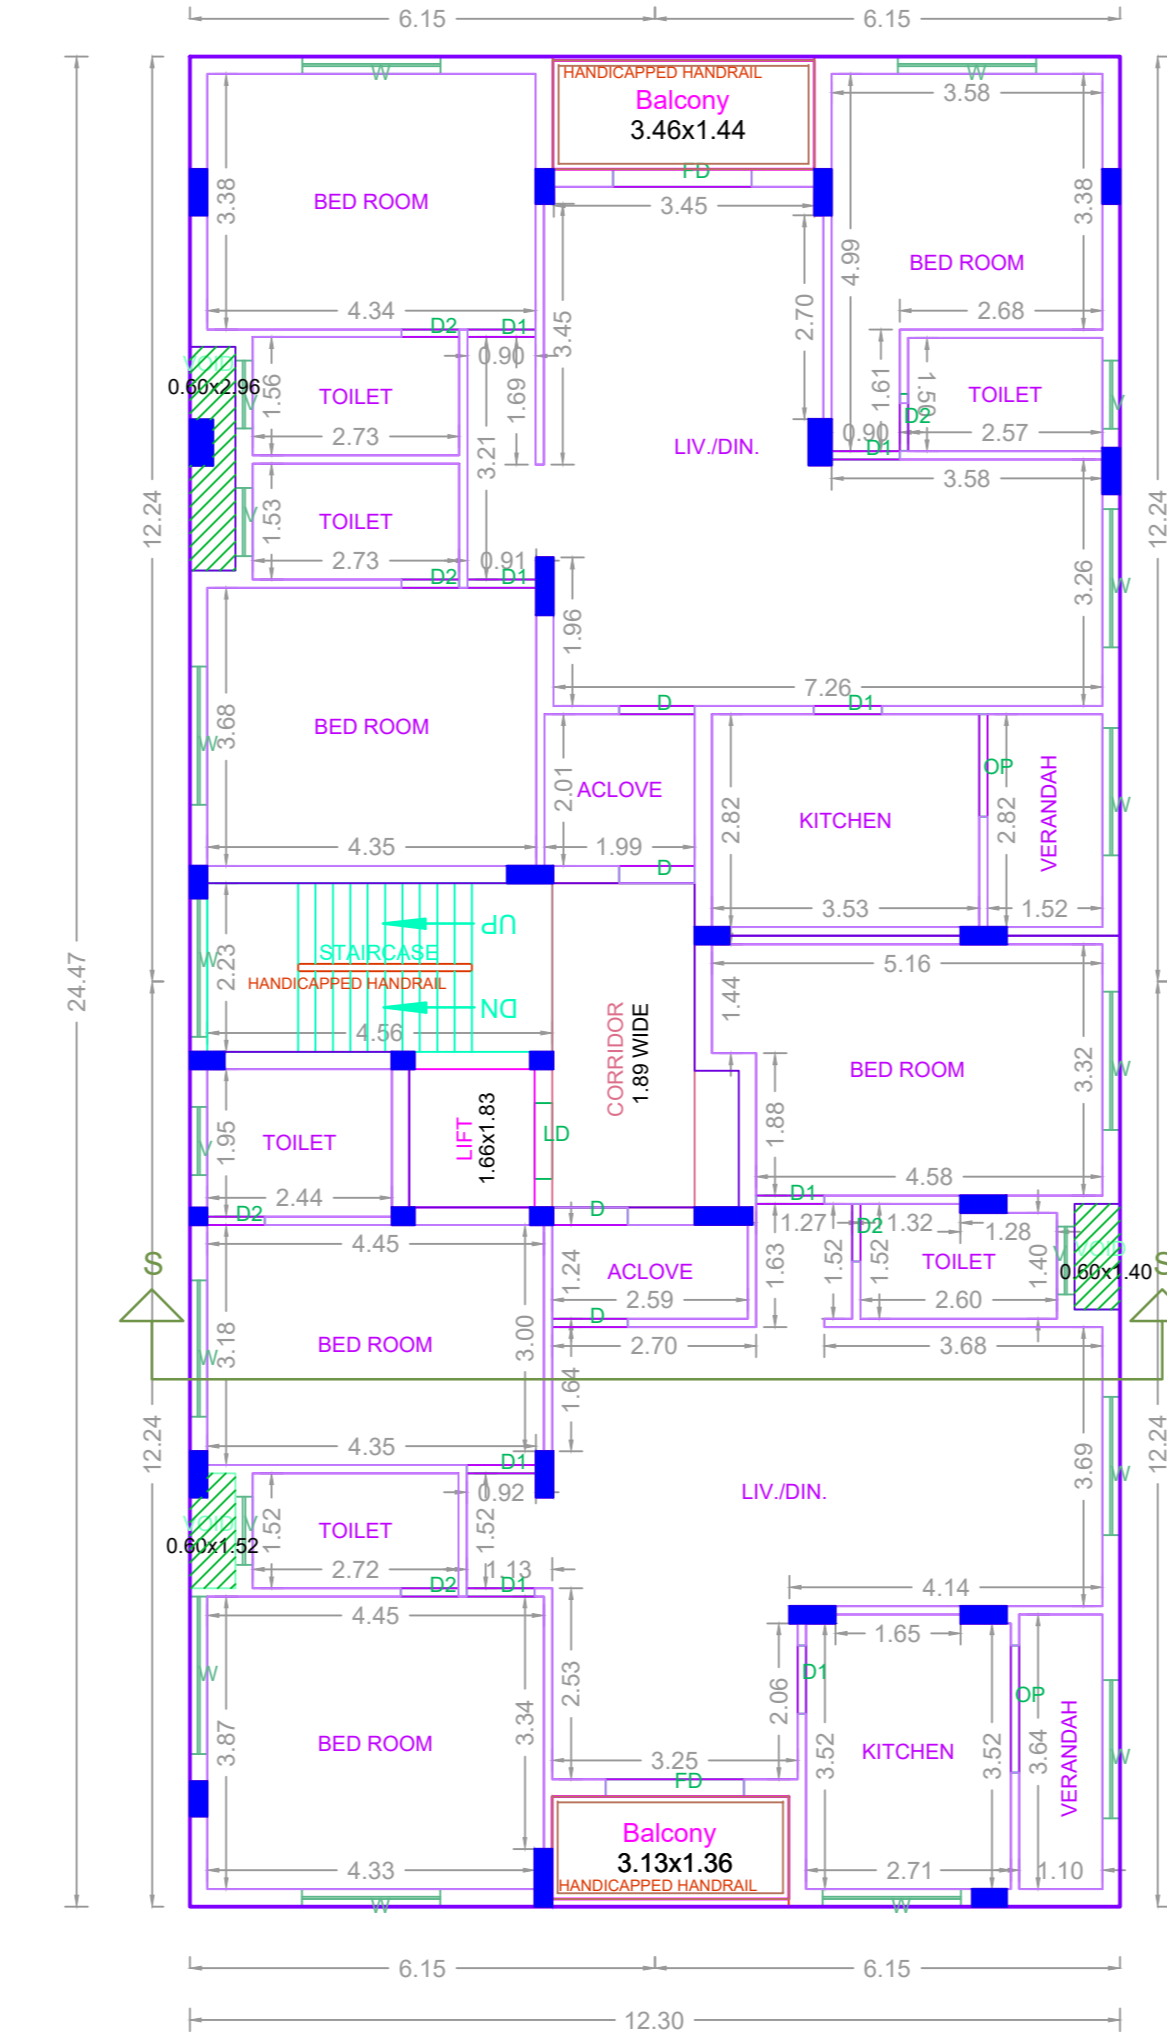 6.15
6.15
W
HANDICAPPED HANDRAIL
Balcony
3.46x1.44
W
3.58
FD
3.45
3.38
BED ROOM
4.34
3.45
2.70
4.99
3.38
BED ROOM
2.68
D2
D1
0.90
VOID
0.60x2.96
V
1.56
TOILET
2.73
1.69
3.21
LIV./DIN.
1.61
1.50
TOILET
V
D2
0.90
D1
2.57
3.58
12.24
12.24
V
1.53
TOILET
2.73
0.91
D2
D1
1.96
3.26
W
7.26
D
D1
W
3.68
BED ROOM
4.35
2.01
ACLOVE
1.99
D
2.82
KITCHEN
3.53
OP
2.82
VERANDAH
1.52
W
24.47
W
2.23
UP
STAIRCASE
HANDICAPPED HANDRAIL
DN
4.56
CORRIDOR
1.89 WIDE
5.16
1.44
BED ROOM
3.32
W
1.88
4.58
V
1.95
TOILET
2.44
LIFT
1.66x1.83
LD
D2
D
D1
4.45
1.24
ACLOVE
2.59
D
1.27
1.63
1.52
D2
1.32
1.52
1.28
TOILET
1.40
2.60
V
VOID
0.60x1.40
S
S
W
3.18
BED ROOM
3.00
2.70
3.68
1.64
4.35
12.24
12.24
D1
0.92
VOID
0.60x1.52
V
1.52
TOILET
2.72
1.52
1.13
D2
D1
LIV./DIN.
3.69
W
4.14
4.45
1.65
W
3.87
BED ROOM
3.34
4.33
2.53
2.06
D1
3.25
FD
3.52
KITCHEN
3.52
OP
3.64
VERANDAH
W
Balcony
3.13x1.36
HANDICAPPED HANDRAIL
2.71
1.10
W
W
6.15
6.15
12.30